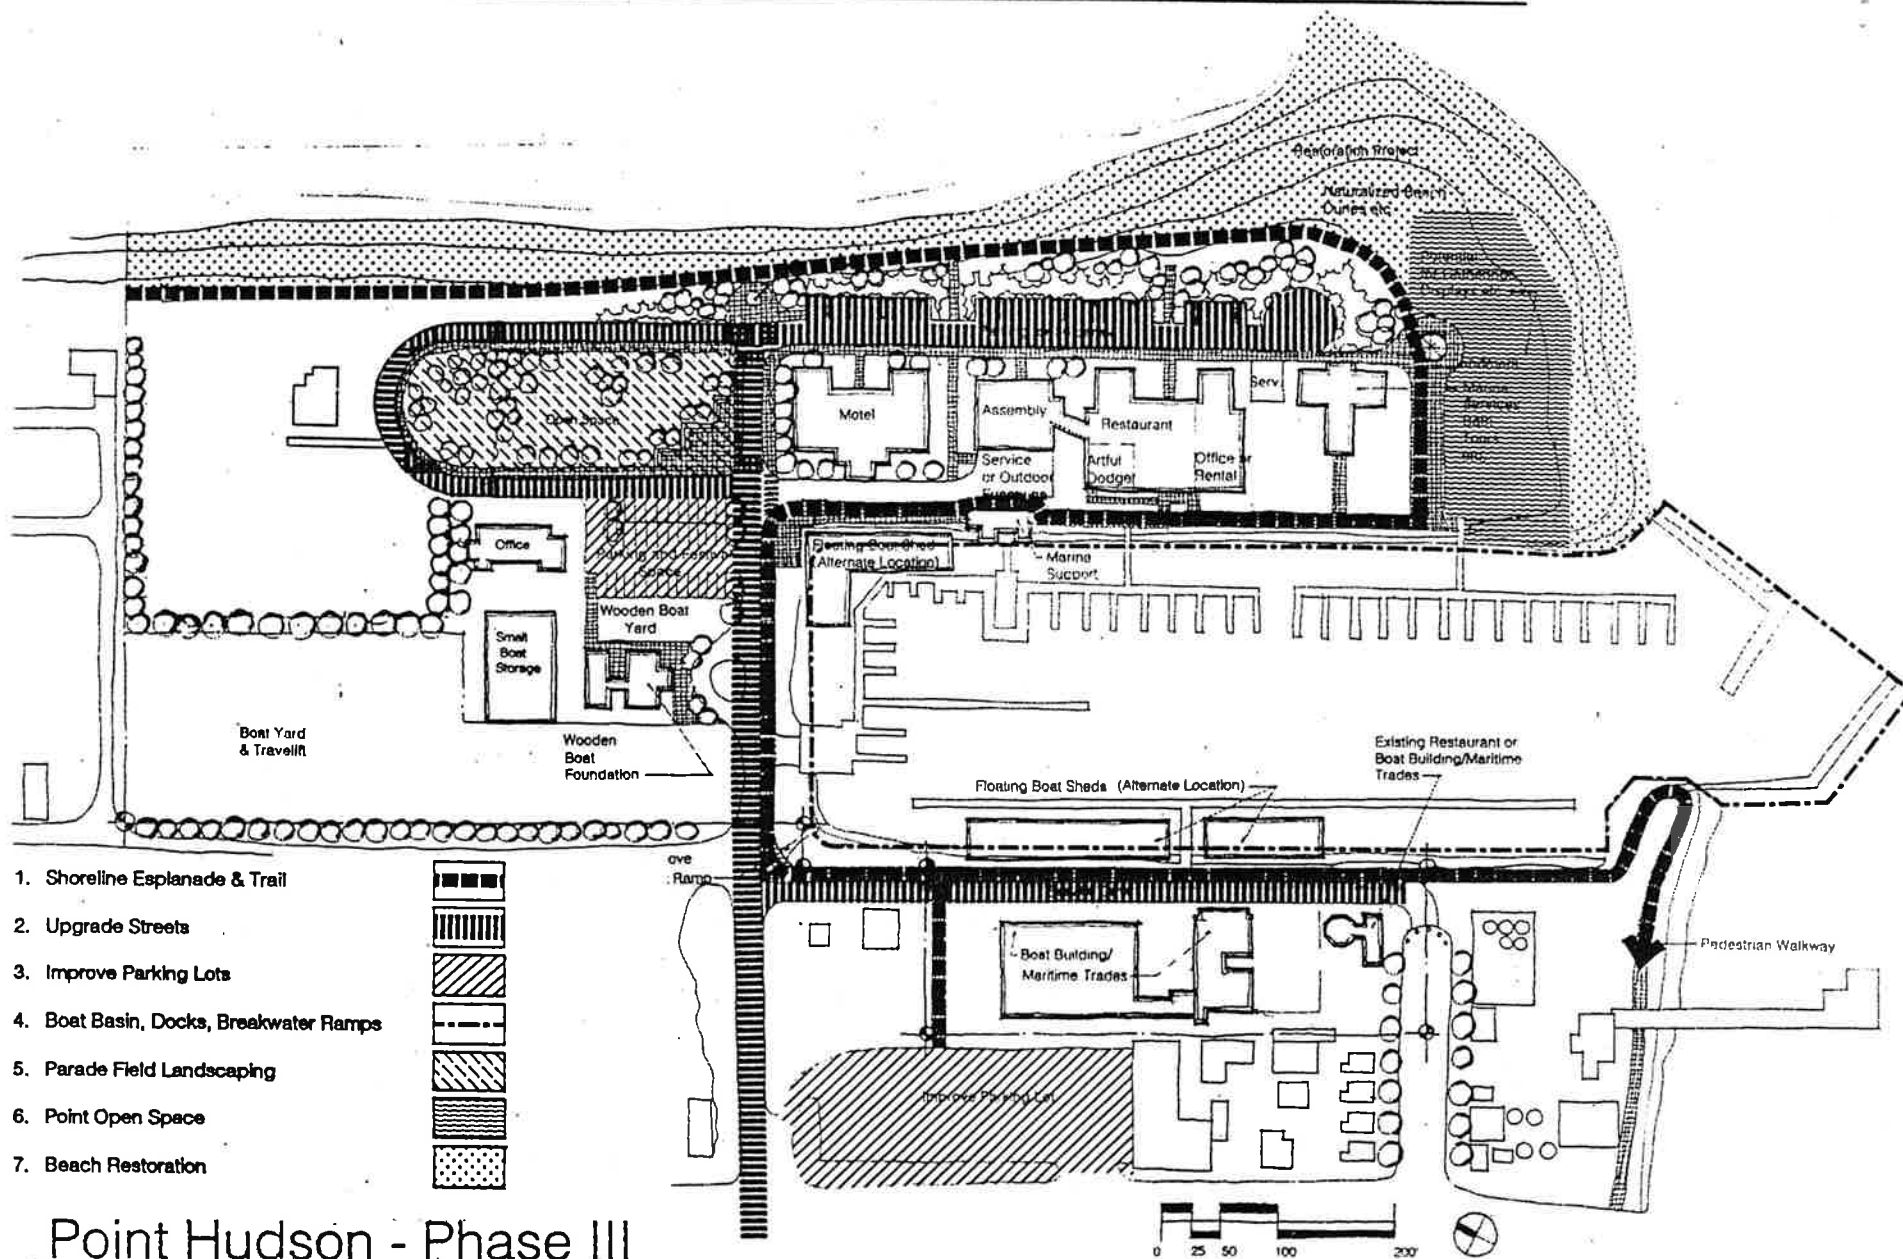 Restoration Project
Naturalized Beach
Dunes etc
Open Space
Motel
Assembly
Restaurant
Serv.
Service
or Outdoor
Artful
Dodger
Office or
Rental
Marine
Services
Office
Parking and Festival
Space
Floating Boat Shed
(Alternate Location)
Marina
Support
Wooden Boat
Yard
Small
Boat
Storage
Boat Yard
& Travelift
Wooden
Boat
Foundation
Existing Restaurant or
Boat Building/Maritime
Trades
Floating Boat Sheds (Alternate Location)
ove
Ramp
1. Shoreline Esplanade & Trail
2. Upgrade Streets
3. Improve Parking Lots
4. Boat Basin, Docks, Breakwater Ramps
5. Parade Field Landscaping
6. Point Open Space
7. Beach Restoration
Boat Building/
Maritime Trades
Pedestrian Walkway
Improve Parking Lot
Point Hudson - Phase III
0 25 50 100 200'